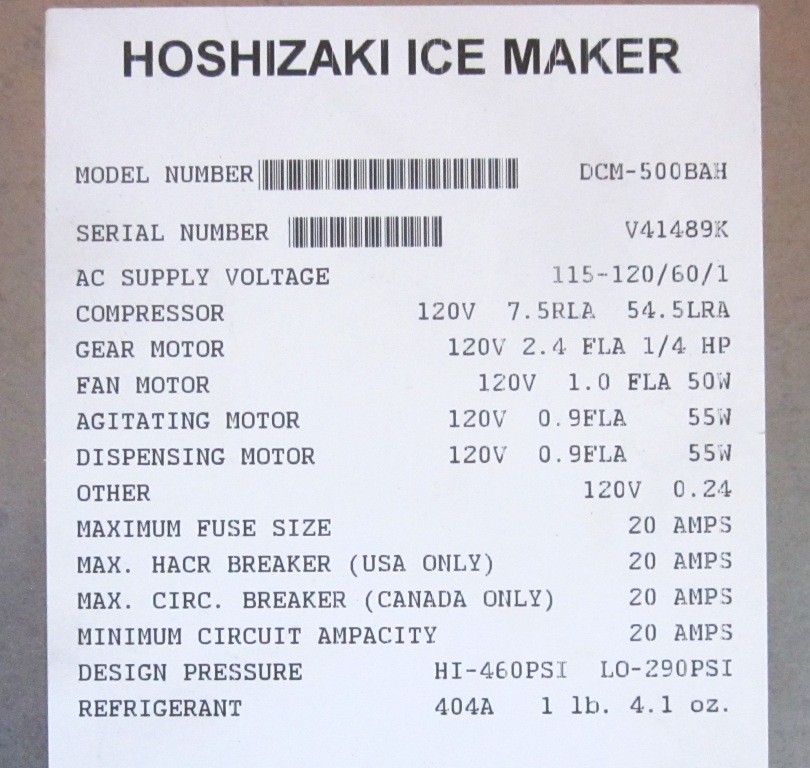 HOSHIZAKI ICE MAKER
MODEL NUMBER DCM-500BAH
SERIAL NUMBER V41489K
AC SUPPLY VOLTAGE 115-120/60/1
COMPRESSOR 120V 7.5RLA 54.5LRA
GEAR MOTOR 120V 2.4 FLA 1/4 HP
FAN MOTOR 120V 1.0 FLA 50W
AGITATING MOTOR 120V 0.9FLA 55W
DISPENSING MOTOR 120V 0.9FLA 55W
OTHER 120V 0.24
MAXIMUM FUSE SIZE 20 AMPS
MAX. HACR BREAKER (USA ONLY) 20 AMPS
MAX. CIRC. BREAKER (CANADA ONLY) 20 AMPS
MINIMUM CIRCUIT AMPACITY 20 AMPS
DESIGN PRESSURE HI-460PSI LO-290PSI
REFRIGERANT 404A 1 lb. 4.1 oz.